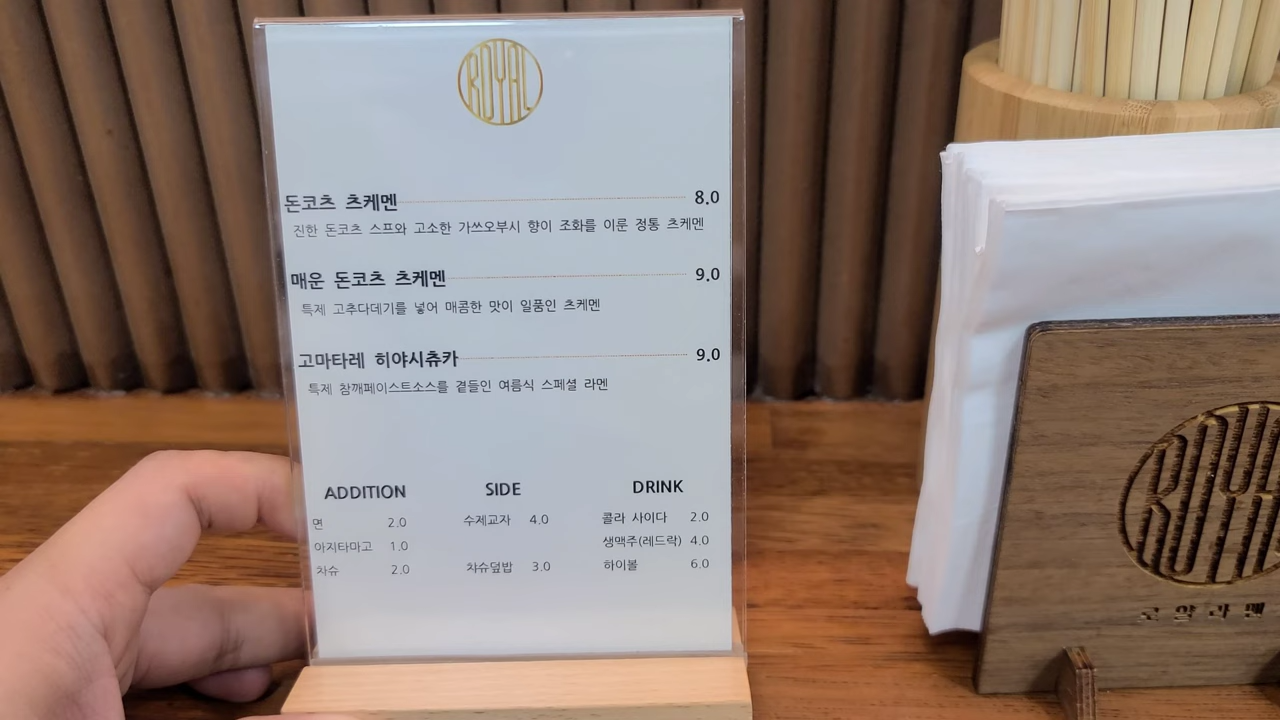 ROYAL
돈코츠 츠케멘 8.0
진한 돈코츠 스프와 고소한 가쓰오부시 향이 조화를 이룬 정통 츠케멘
매운 돈코츠 츠케멘 9.0
특제 고추다데기를 넣어 매콤한 맛이 일품인 츠케멘
고마타레 히야시츄카 9.0
특제 참깨페이스트소스를 곁들인 여름식 스페셜 라멘
ADDITION
면 2.0
아지타마고 1.0
차슈 2.0
SIDE
수제교자 4.0
차슈덮밥 3.0
DRINK
콜라 사이다 2.0
생맥주(레드락) 4.0
하이볼 6.0
ROYA
로얄라멘